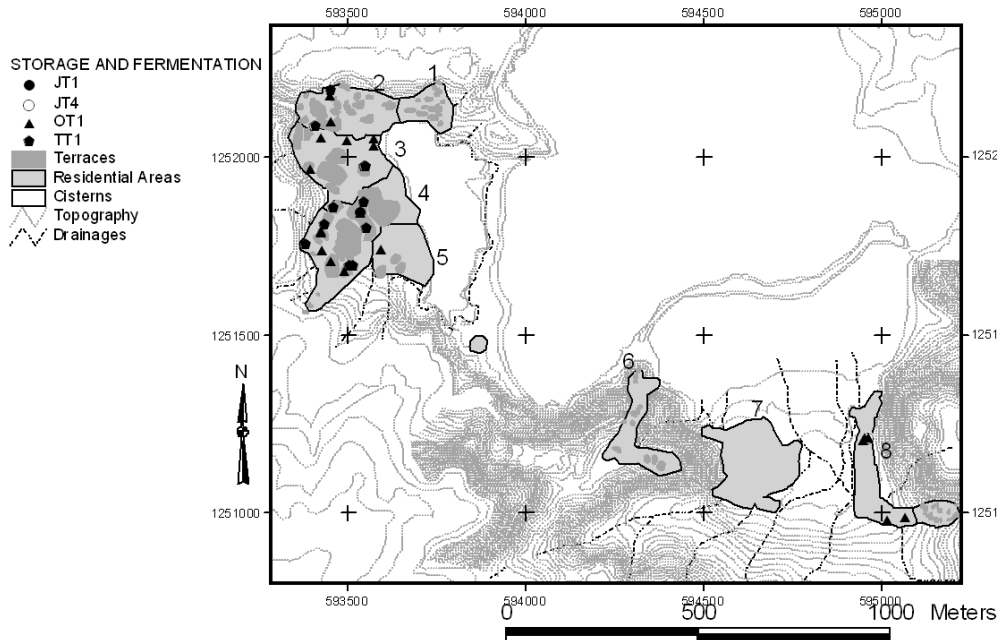 593500 594000 594500 595000
STORAGE AND FERMENTATION
JT1
JT4
OT1
TT1
Terraces
Residential Areas
Cisterns
Topography
Drainages
1
2
3
4
5
6
7
8
1252000
1252
1251500
1251
1251000
1251
N
593500 594000 594500 595000
0 500 1000 Meters